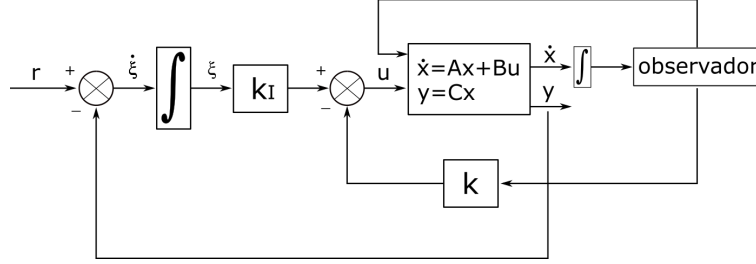 r
+
−
ξ̇
∫
ξ
kI
+
−
u
ẋ=Ax+Bu
y=Cx
ẋ
y
∫
observador
k